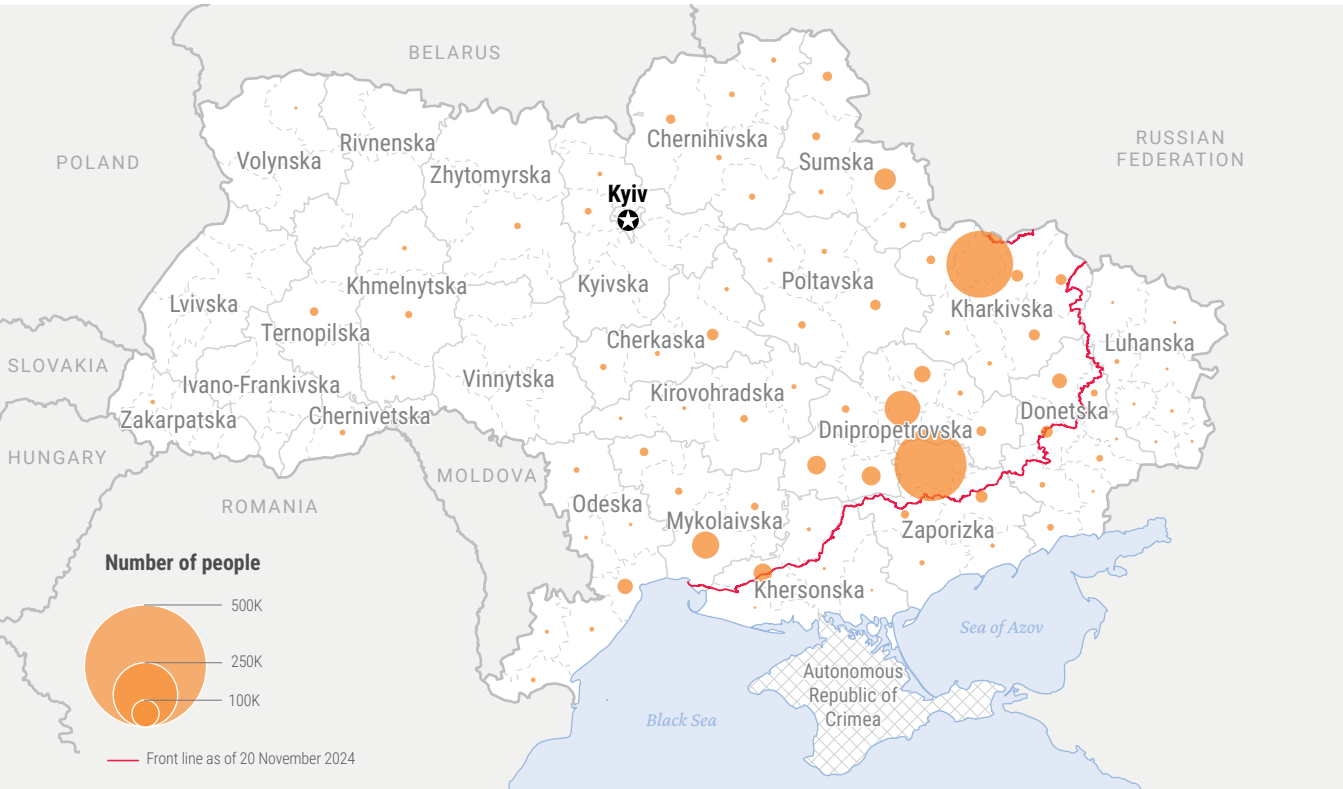 BELARUS
RUSSIAN
FEDERATION
POLAND
Volynska
Rivnenska
Zhytomyrska
Chernihivska
Sumska
Kyiv
Lvivska
Khmelnytska
Ternopilska
Kyivska
Poltavska
Kharkivska
Cherkaska
Luhanska
SLOVAKIA
Ivano-Frankivska
Vinnytska
Kirovohradska
Zakarpatska
Chernivetska
Dnipropetrovska
Donetska
HUNGARY
MOLDOVA
ROMANIA
Odeska
Mykolaivska
Zaporizka
Khersonska
Sea of Azov
Autonomous
Republic of
Crimea
Black Sea
Number of people
500K
250K
100K
Front line as of 20 November 2024